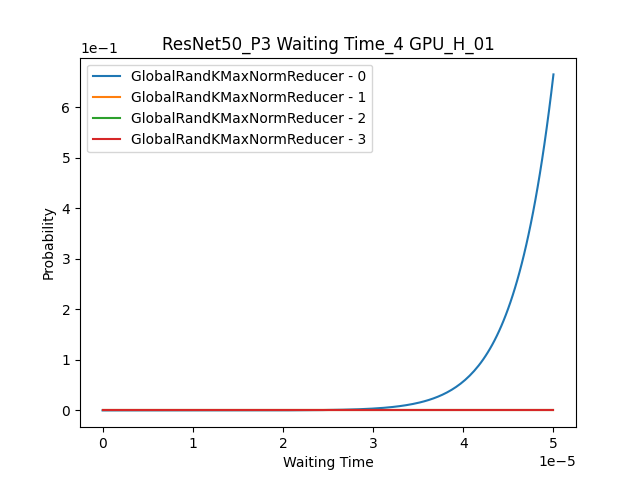 ResNet50_P3 Waiting Time_4 GPU_H_01
1e−1
GlobalRandKMaxNormReducer - 0
GlobalRandKMaxNormReducer - 1
GlobalRandKMaxNormReducer - 2
GlobalRandKMaxNormReducer - 3
6
5
4
3
2
1
0
Probability
0 1 2 3 4 5
1e−5
Waiting Time